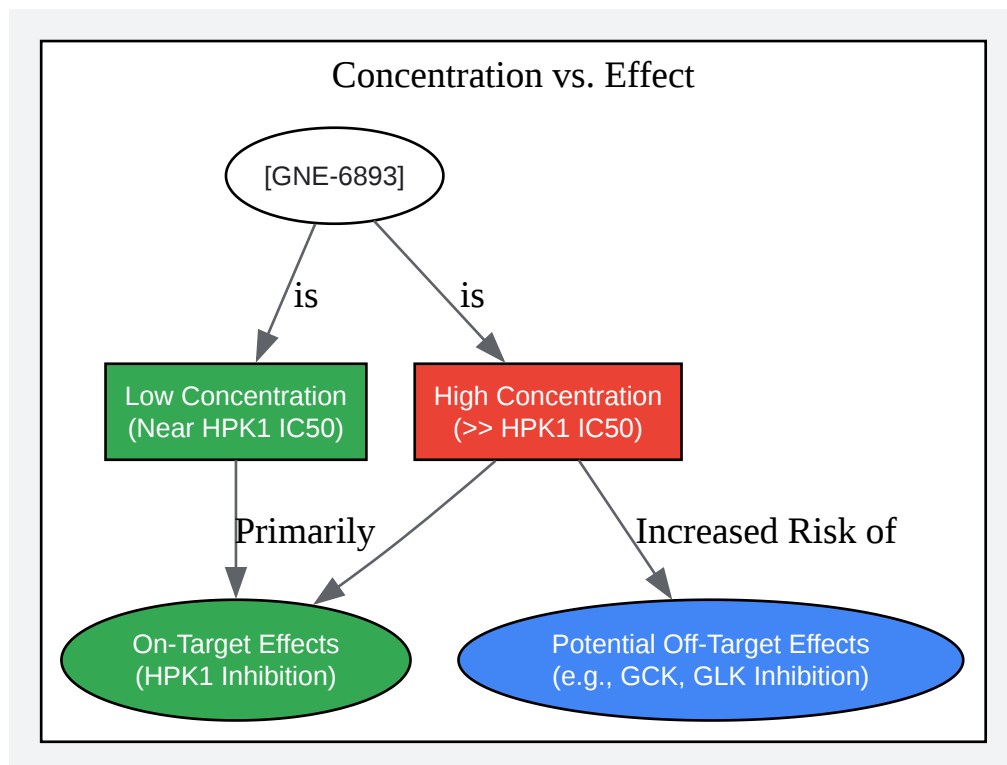 Concentration vs. Effect
[GNE-6893]
is
is
Low Concentration
(Near HPK1 IC50)
High Concentration
(>> HPK1 IC50)
Primarily
Increased Risk of
On-Target Effects
(HPK1 Inhibition)
Potential Off-Target Effects
(e.g., GCK, GLK Inhibition)